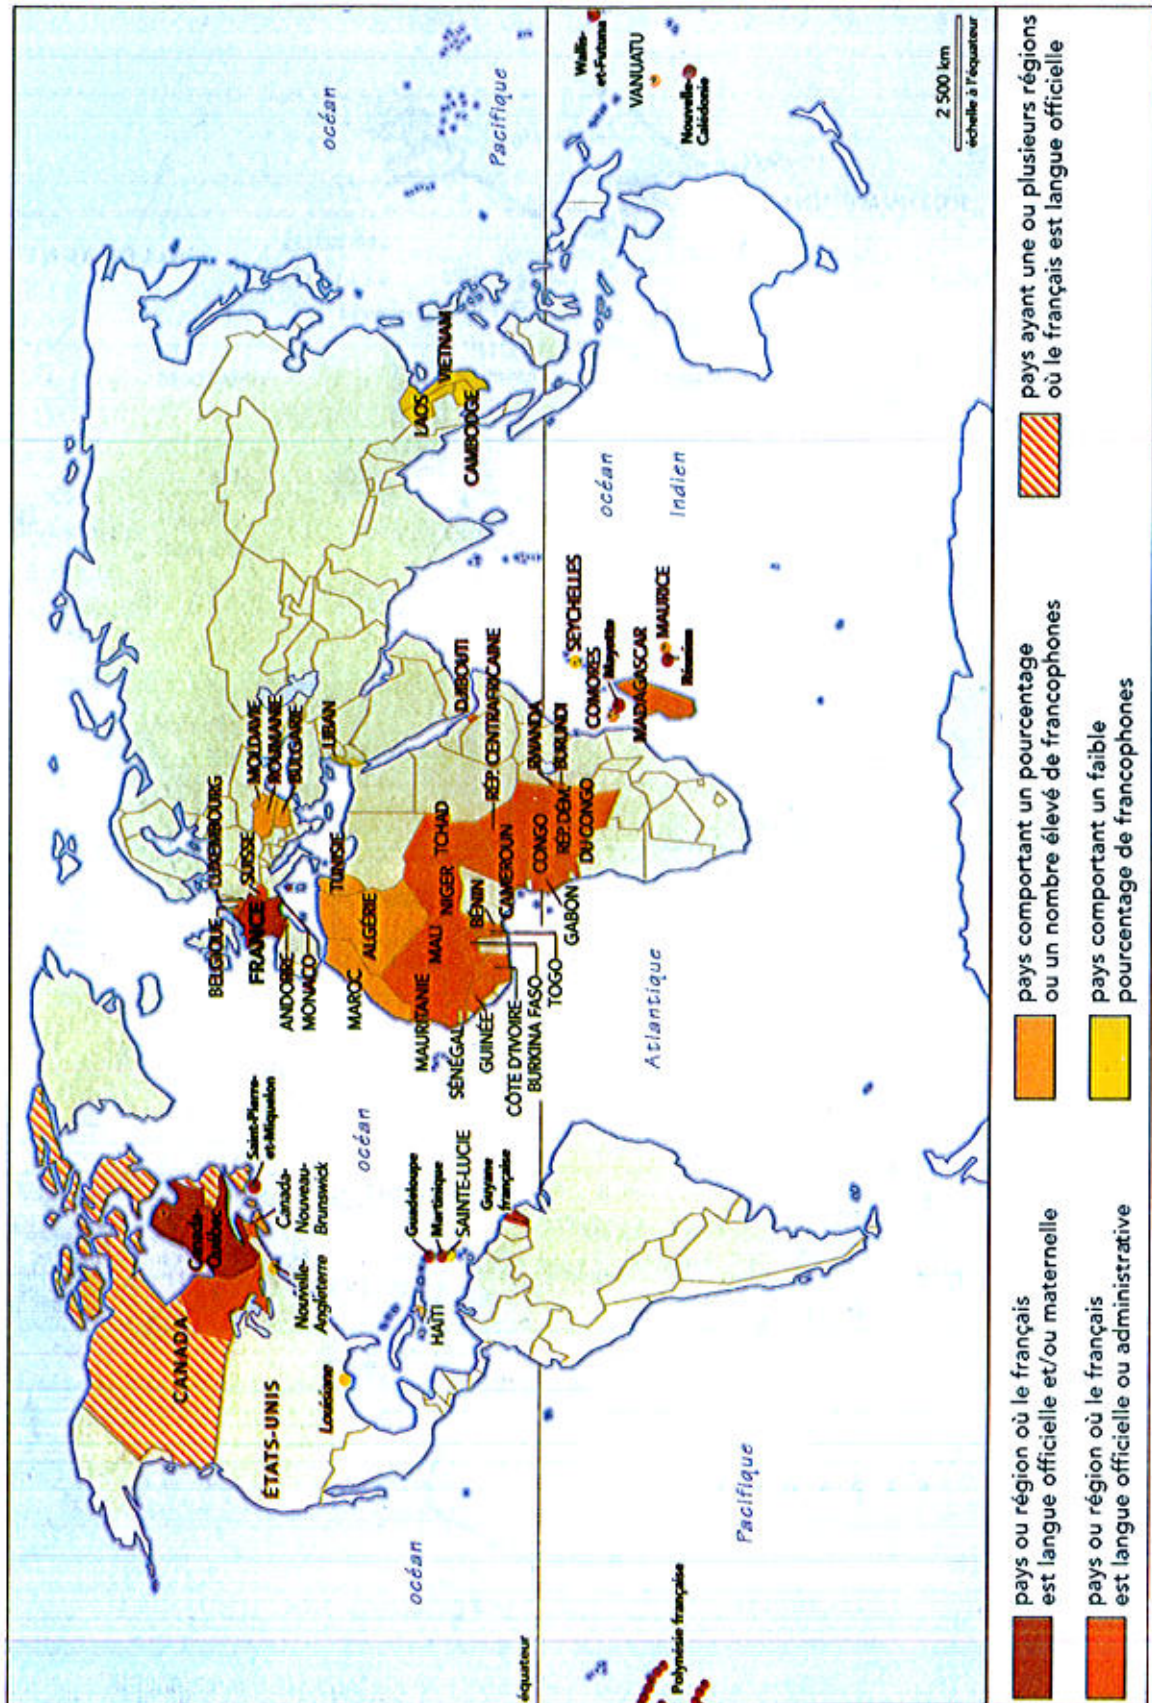 océan
Pacifique
Wallis-
et-Futuna
VANUATU
Nouvelle-
Calédonie
2 500 km
échelle à l'équateur
LAOS
VIETNAM
CAMBODGE
océan
Indien
SEYCHELLES
COMORES
Mayotte
MADAGASCAR
MAURICE
Réunion
LUXEMBOURG
BELGIQUE
SUISSE
FRANCE
ANDORRE
MONACO
MOLDAVIE
ROUMANIE
BULGARIE
LIBAN
TUNISIE
ALGÉRIE
MAROC
DJIBOUTI
RÉP. CENTRAFRICAINE
RWANDA
BURUNDI
MAURITANIE
MALI
NIGER
TCHAD
SÉNÉGAL
GUINÉE
CÔTE D'IVOIRE
BURKINA FASO
TOGO
BÉNIN
CAMEROUN
CONGO
RÉP. DÉM.
DU CONGO
GABON
océan
Atlantique
CANADA
Canada-
Québec
Saint-Pierre-
et-Miquelon
Canada-
Nouveau-
Brunswick
Nouvelle-
Angleterre
ÉTATS-UNIS
Louisiane
HAÏTI
Guadeloupe
Martinique
SAINTE-LUCIE
Guyane
française
océan
Pacifique
équateur
Polynésie française
pays ou région où le français
est langue officielle et/ou maternelle
pays ou région où le français
est langue officielle ou administrative
pays comportant un pourcentage
ou un nombre élevé de francophones
pays comportant un faible
pourcentage de francophones
pays ayant une ou plusieurs régions
où le français est langue officielle